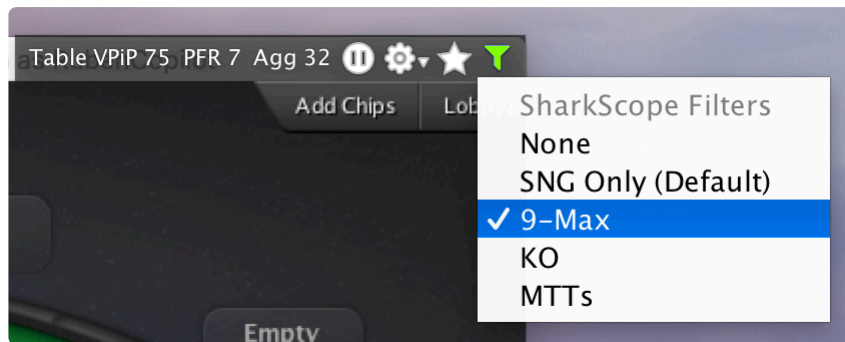 Table VPiP 75 PFR 7 Agg 32
Add Chips
SharkScope Filters
None
SNG Only (Default)
✓ 9-Max
KO
MTTs
Empty